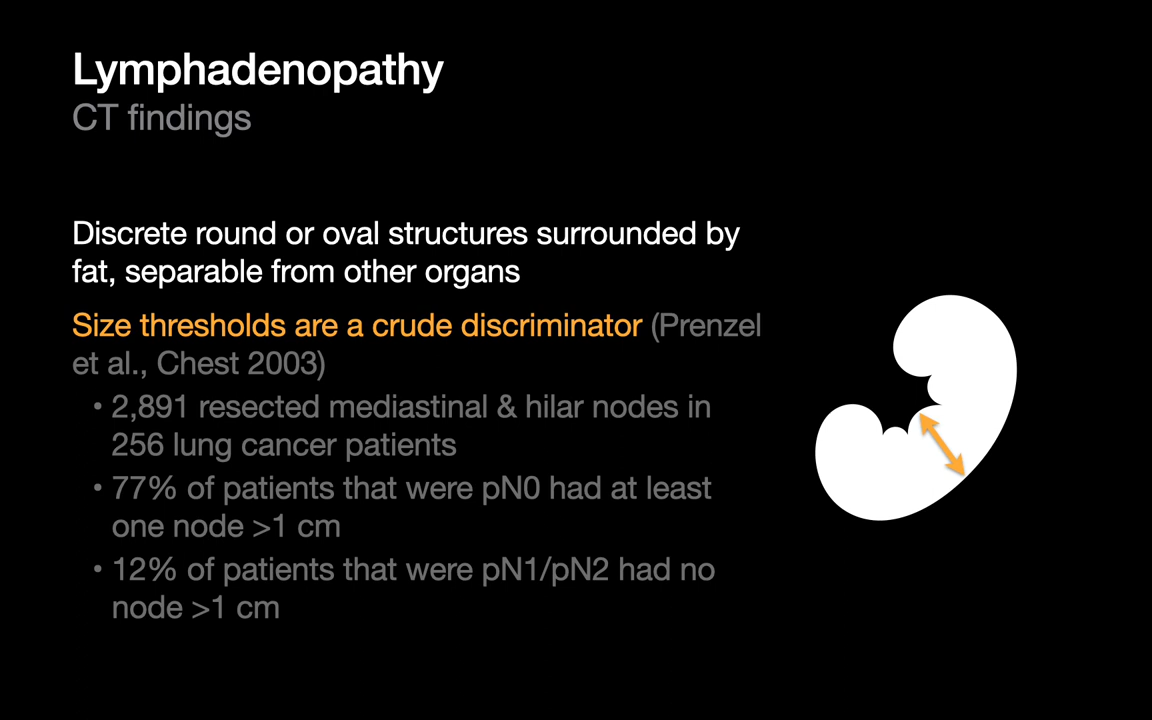 Lymphadenopathy
CT findings
Discrete round or oval structures surrounded by
fat, separable from other organs
Size thresholds are a crude discriminator (Prenzel
et al., Chest 2003)
• 2,891 resected mediastinal & hilar nodes in
256 lung cancer patients
• 77% of patients that were pN0 had at least
one node >1 cm
• 12% of patients that were pN1/pN2 had no
node >1 cm